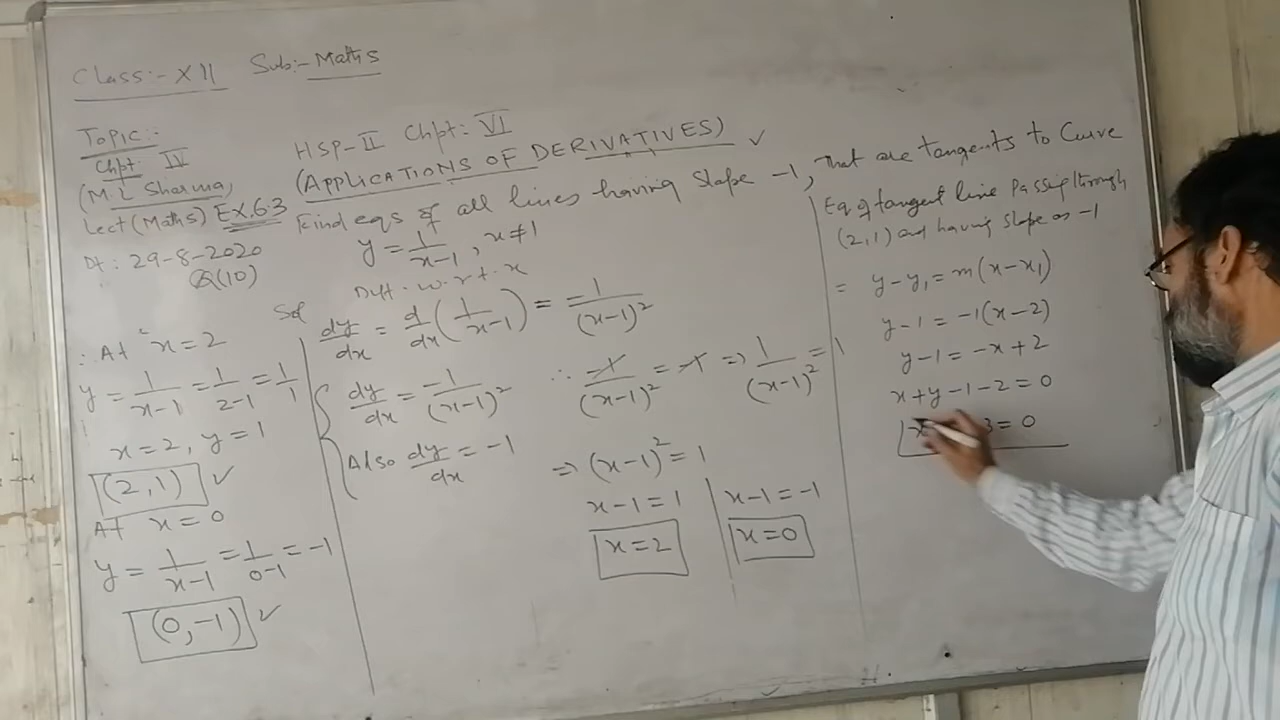 Class:- XII Sub:- Maths
Topic:-
Chpt IV
(M.L Sharma)
Lect (Maths) Ex.6.3
Dt: 29-8-2020
Q(10)
HSP-II Chpt: VI
(APPLICATIONS OF DERIVATIVES) ✓
Find eqs of all lines having slope -1, that are tangents to Curve
y = 1/(x-1), x ≠ 1
Sol Diff. w.r.t. x
dy/dx = d/dx (1/(x-1)) = -1/(x-1)²
dy/dx = -1/(x-1)²
Also dy/dx = -1
∴ -1/(x-1)² = -1 => 1/(x-1)² = 1
=> (x-1)² = 1
x-1 = 1 | x-1 = -1
x = 2 | x = 0
∴ At x = 2
y = 1/(x-1) = 1/(2-1) = 1/1
x = 2, y = 1
(2,1) ✓
At x = 0
y = 1/(x-1) = 1/(0-1) = -1
(0,-1) ✓
Eq of tangent line passing through
(2,1) and having slope as -1
= y-y₁ = m(x-x₁)
y-1 = -1(x-2)
y-1 = -x+2
x+y-1-2 = 0
3 = 0